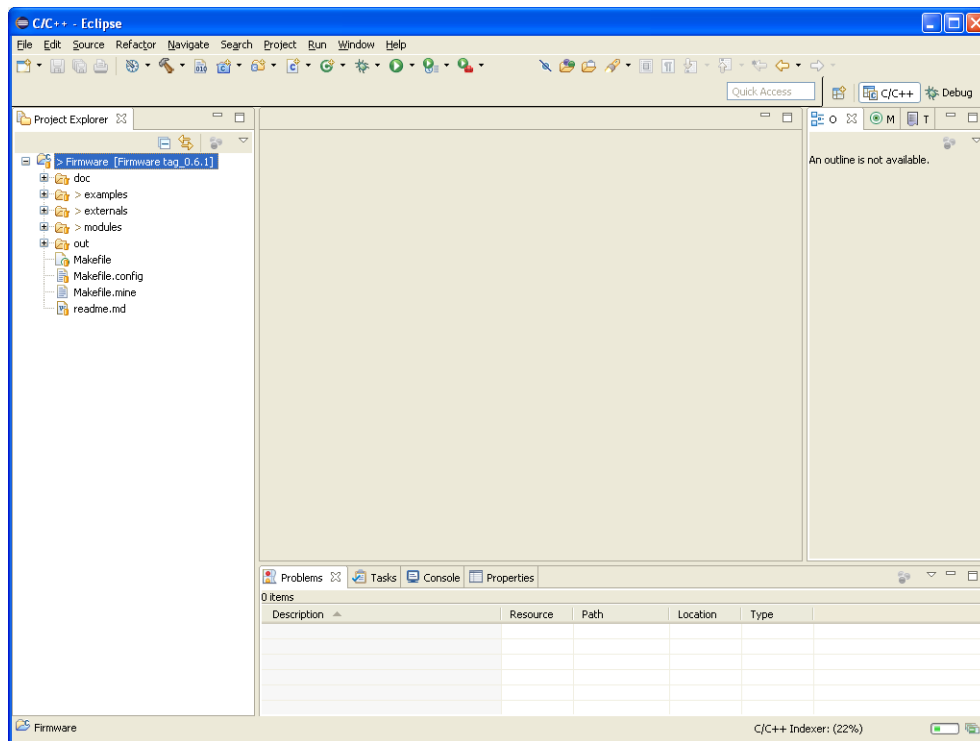 C/C++ - Eclipse
File Edit Source Refactor Navigate Search Project Run Window Help
Quick Access
C/C++
Debug
Project Explorer
O M T
An outline is not available.
> Firmware [Firmware tag_0.6.1]
doc
> examples
> externals
> modules
out
Makefile
Makefile.config
Makefile.mine
readme.md
Problems Tasks Console Properties
0 items
Description Resource Path Location Type
Firmware
C/C++ Indexer: (22%)